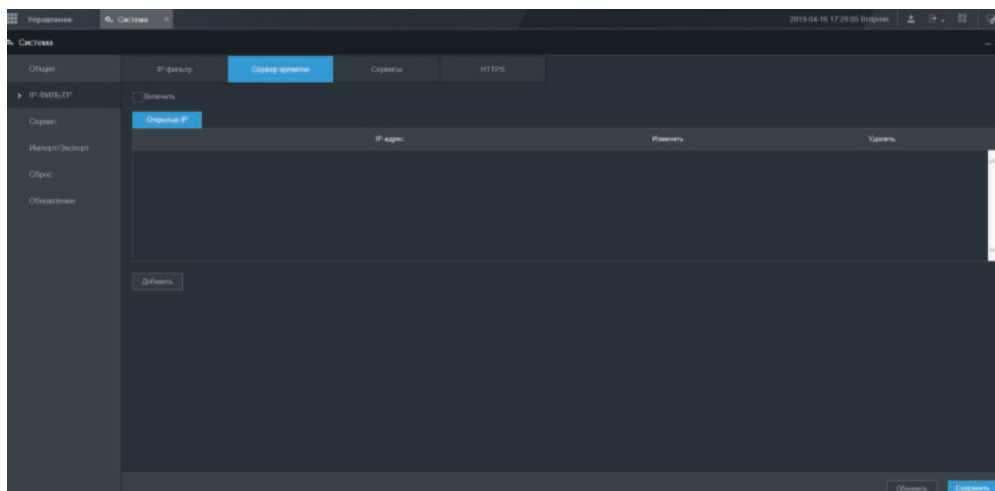 Управление
Система
2019-04-16 17:29:05 Вторник
Система
Общие
IP-ФИЛЬТР
Сервис
Импорт/Экспорт
Сброс
Обновление
IP фильтр
Сервер времени
Сервисы
HTTPS
Включить
Открытые IP
IP-адрес
Изменить
Удалить
Добавить
Обновить
Сохранить